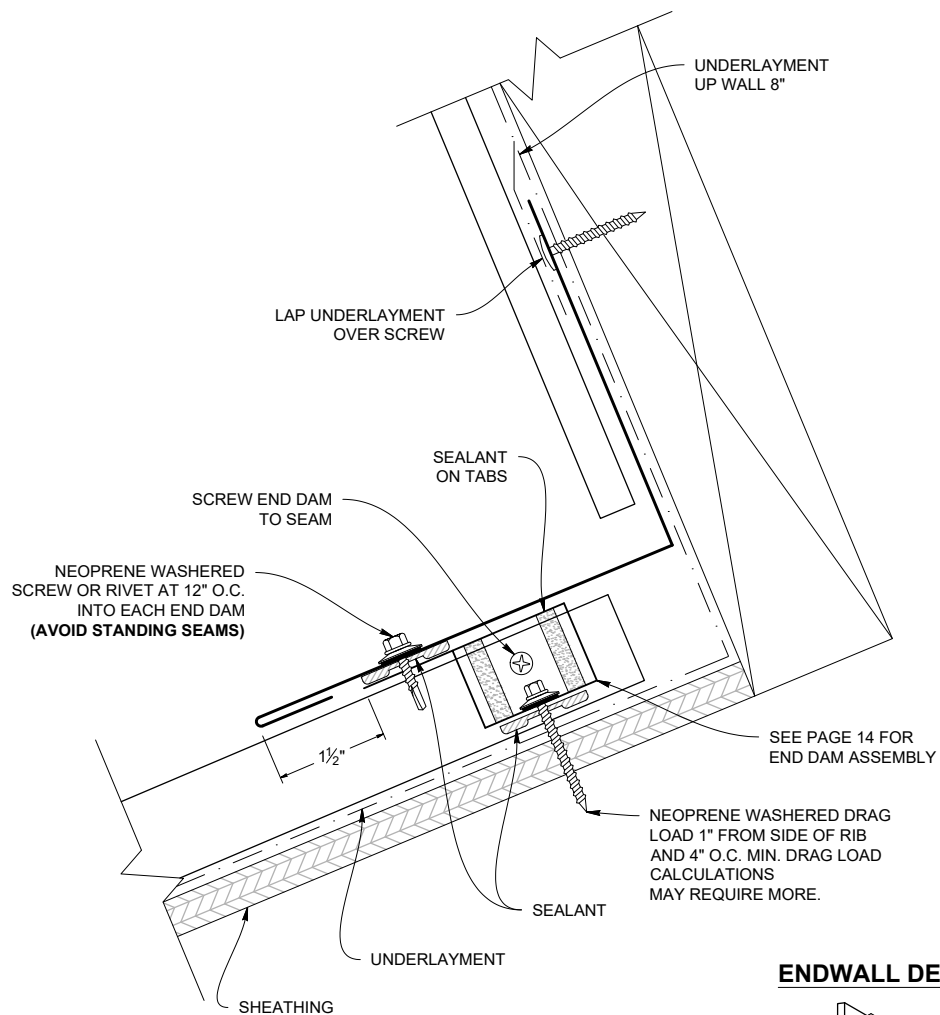 UNDERLAYMENT
UP WALL 8"
LAP UNDERLAYMENT
OVER SCREW
SEALANT
ON TABS
SCREW END DAM
TO SEAM
NEOPRENE WASHERED
SCREW OR RIVET AT 12" O.C.
INTO EACH END DAM
(AVOID STANDING SEAMS)
1½"
SEE PAGE 14 FOR
END DAM ASSEMBLY
NEOPRENE WASHERED DRAG
LOAD 1" FROM SIDE OF RIB
AND 4" O.C. MIN. DRAG LOAD
CALCULATIONS
MAY REQUIRE MORE.
SEALANT
UNDERLAYMENT
SHEATHING
ENDWALL DE